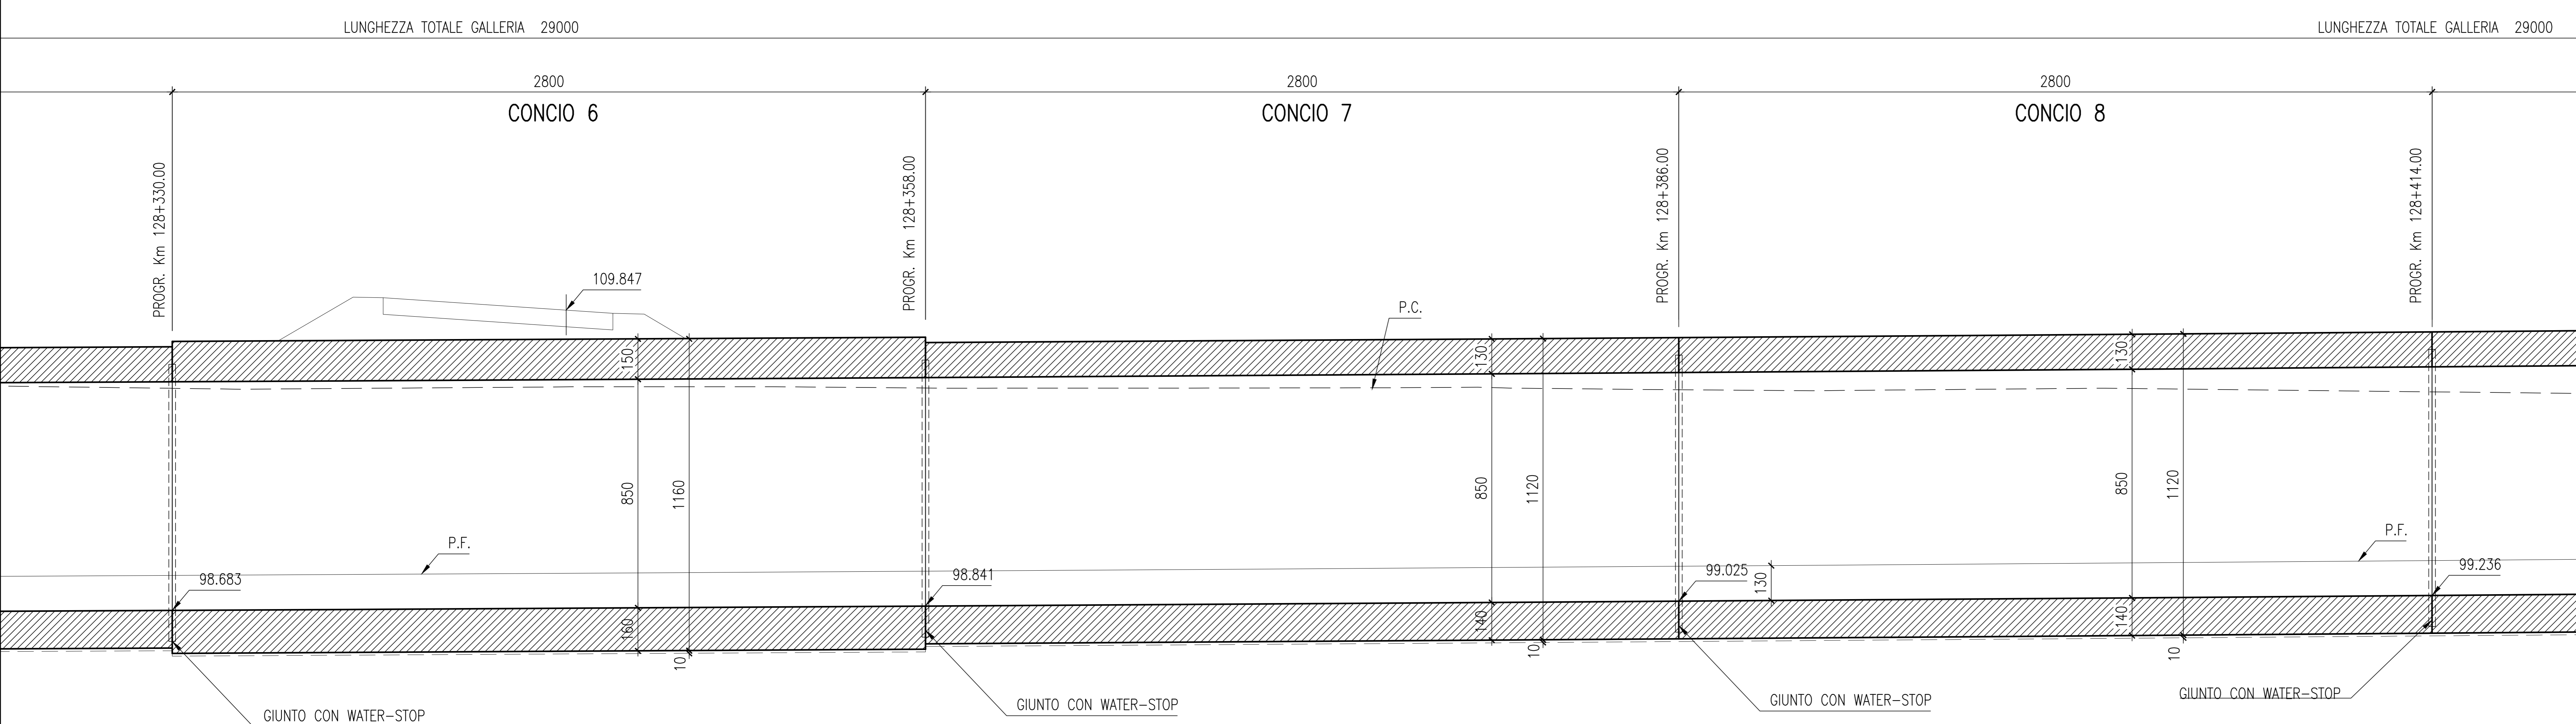 LUNGHEZZA TOTALE GALLERIA 29000
LUNGHEZZA TOTALE GALLERIA 29000
2800
2800
2800
CONCIO 6
CONCIO 7
CONCIO 8
PROGR. Km 128+330.00
PROGR. Km 128+358.00
PROGR. Km 128+386.00
PROGR. Km 128+414.00
109.847
P.C.
150
130
130
850
1160
850
1120
850
1120
P.F.
P.F.
98.683
98.841
99.025
130
99.236
160
140
140
10
10
10
GIUNTO CON WATER-STOP
GIUNTO CON WATER-STOP
GIUNTO CON WATER-STOP
GIUNTO CON WATER-STOP